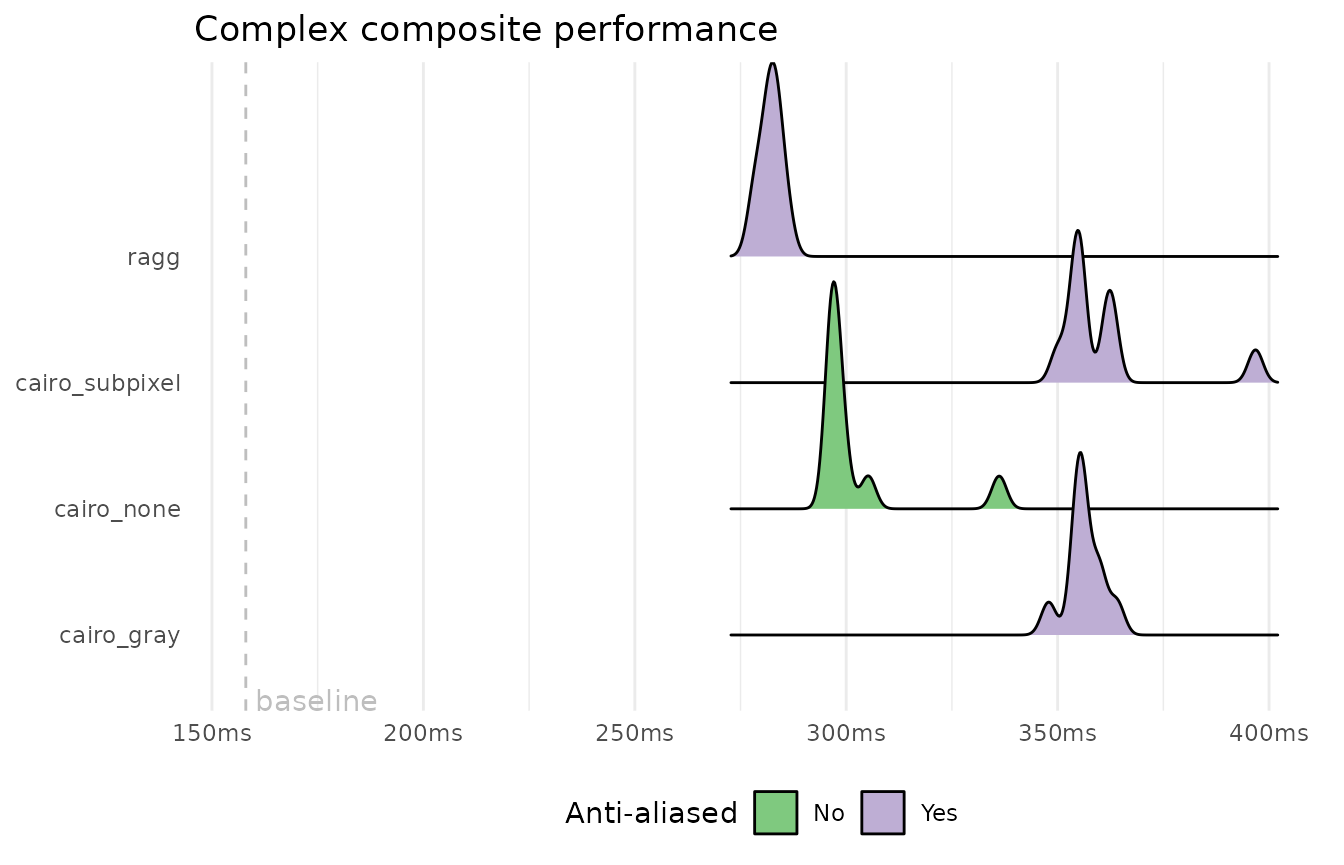 Complex composite performance
ragg
cairo_subpixel
cairo_none
cairo_gray
baseline
150ms 200ms 250ms 300ms 350ms 400ms
Anti-aliased No Yes